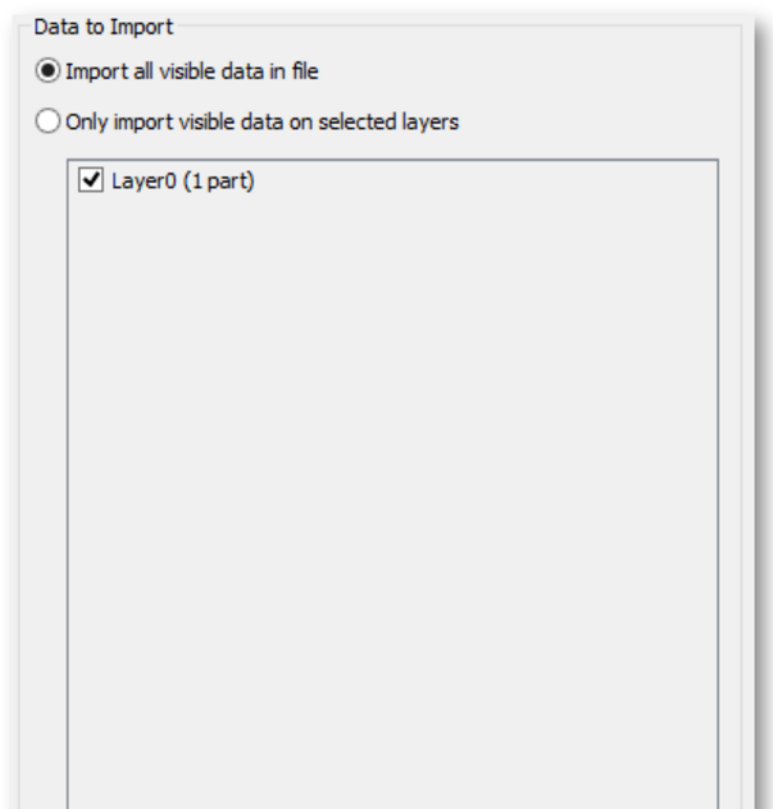 Data to Import
Import all visible data in file
Only import visible data on selected layers
Layer0 (1 part)